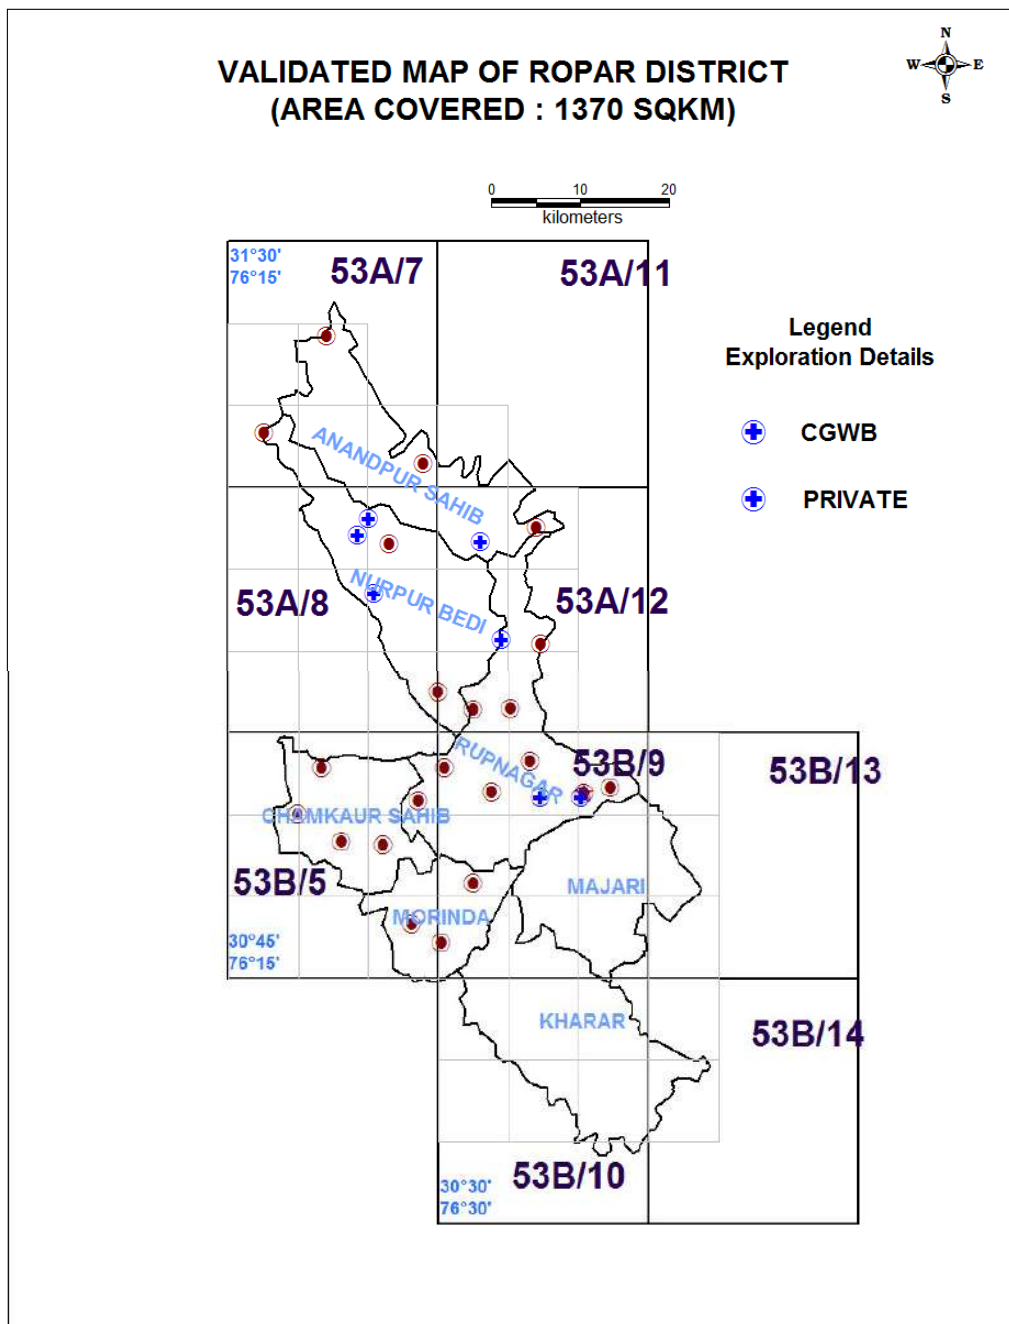 N
W E
S
VALIDATED MAP OF ROPAR DISTRICT
(AREA COVERED : 1370 SQKM)
0 10 20
kilometers
31°30'
76°15'
53A/7
53A/11
Legend
Exploration Details
CGWB
PRIVATE
ANANDPUR SAHIB
NURPUR BEDI
53A/8
53A/12
RUPNAGAR
53B/9
53B/13
CHAMKAUR SAHIB
53B/5
MAJARI
MORINDA
30°45'
76°15'
KHARAR
53B/14
53B/10
30°30'
76°30'